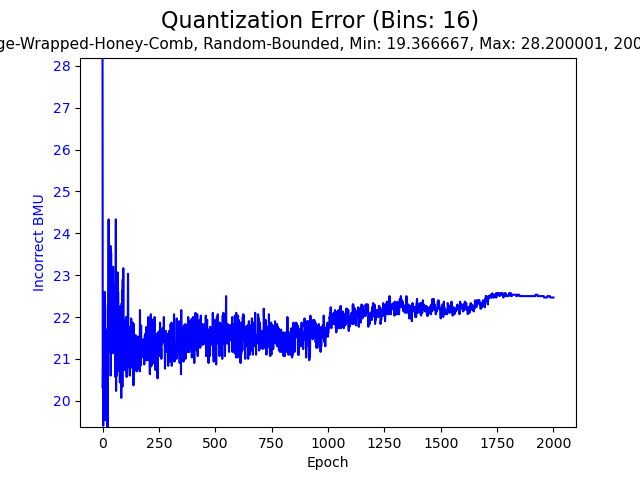 Quantization Error (Bins: 16)
ge-Wrapped-Honey-Comb, Random-Bounded, Min: 19.366667, Max: 28.200001, 200
28
27
26
25
24
23
22
21
20
Incorrect BMU
0 250 500 750 1000 1250 1500 1750 2000
Epoch